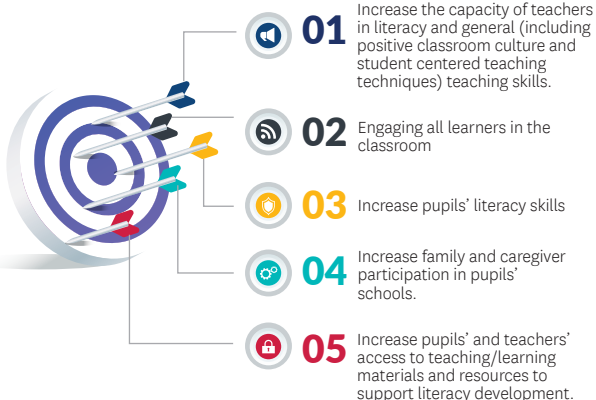 01
Increase the capacity of teachers
in literacy and general (including
positive classroom culture and
student centered teaching
techniques) teaching skills.
02
Engaging all learners in the
classroom
03
Increase pupils’ literacy skills
04
Increase family and caregiver
participation in pupils’
schools.
05
Increase pupils’ and teachers’
access to teaching/learning
materials and resources to
support literacy development.